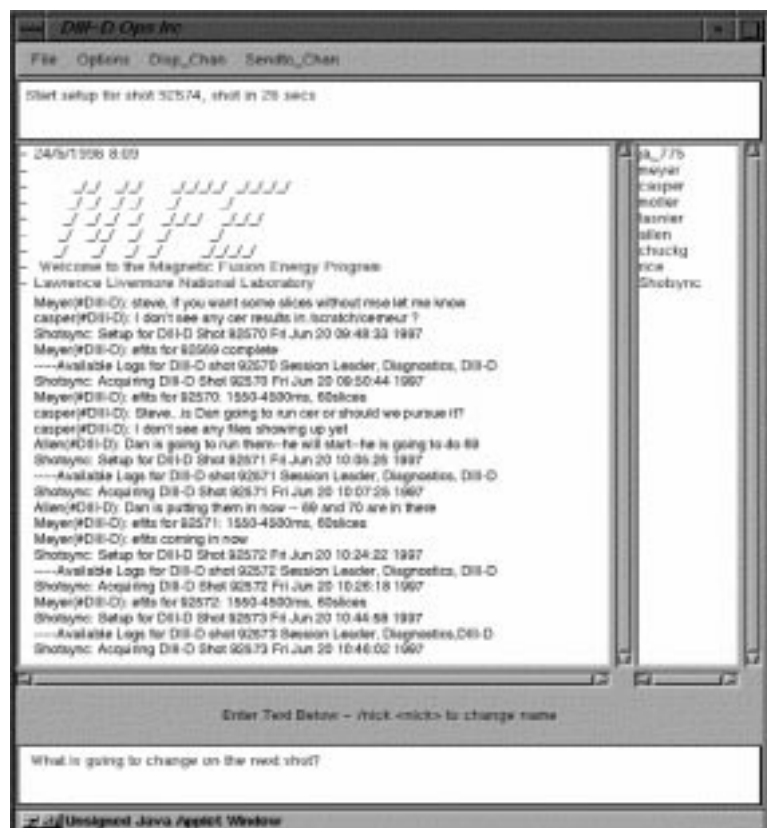 DIII-D Ops Inc
File Options Disp_Chan Sendto_Chan
Start setup for shot 92574, shot in 28 secs
- 24/6/1998 8:09
MFE
- Welcome to the Magnetic Fusion Energy Program
- Lawrence Livermore National Laboratory
Meyer(#DIII-D): steve, if you want some slices without mse let me know
casper(#DIII-D): I don't see any cer results in /scratch/cemeur ?
Shotsync: Setup for DIII-D Shot 92570 Fri Jun 20 09:48:33 1997
Meyer(#DIII-D): efits for 92569 complete
----Available Logs for DIII-D shot 92570 Session Leader, Diagnostics, DIII-D
Shotsync: Acquiring DIII-D Shot 92570 Fri Jun 20 09:50:44 1997
Meyer(#DIII-D): efits for 92570: 1550-4500ms, 60slices
casper(#DIII-D): Steve.. is Dan going to run cer or should we pursue it?
casper(#DIII-D): I don't see any files showing up yet
Allen(#DIII-D): Dan is going to run them--he will start--he is going to do 69
Shotsync: Setup for DIII-D Shot 92571 Fri Jun 20 10:05:26 1997
----Available Logs for DIII-D shot 92571 Session Leader, Diagnostics, DIII-D
Shotsync: Acquiring DIII-D Shot 92571 Fri Jun 20 10:07:25 1997
Allen(#DIII-D): Dan is putting them in now -- 69 and 70 are in there
Meyer(#DIII-D): efits for 92571: 1550-4500ms, 60slices
Meyer(#DIII-D): efits coming in now
Shotsync: Setup for DIII-D Shot 92572 Fri Jun 20 10:24:22 1997
----Available Logs for DIII-D shot 92572 Session Leader, Diagnostics, DIII-D
Shotsync: Acquiring DIII-D Shot 92572 Fri Jun 20 10:26:18 1997
Meyer(#DIII-D): efits for 92572: 1550-4500ms, 60slices
Shotsync: Setup for DIII-D Shot 92573 Fri Jun 20 10:44:58 1997
----Available Logs for DIII-D shot 92573 Session Leader, Diagnostics,DIII-D
Shotsync: Acquiring DIII-D Shot 92573 Fri Jun 20 10:46:02 1997
meyer
casper
moller
lasnier
allen
chuckg
rice
Shotsync
Enter Text Below -- /nick <nick> to change name
What is going to change on the next shot?
Unsigned Java Applet Window